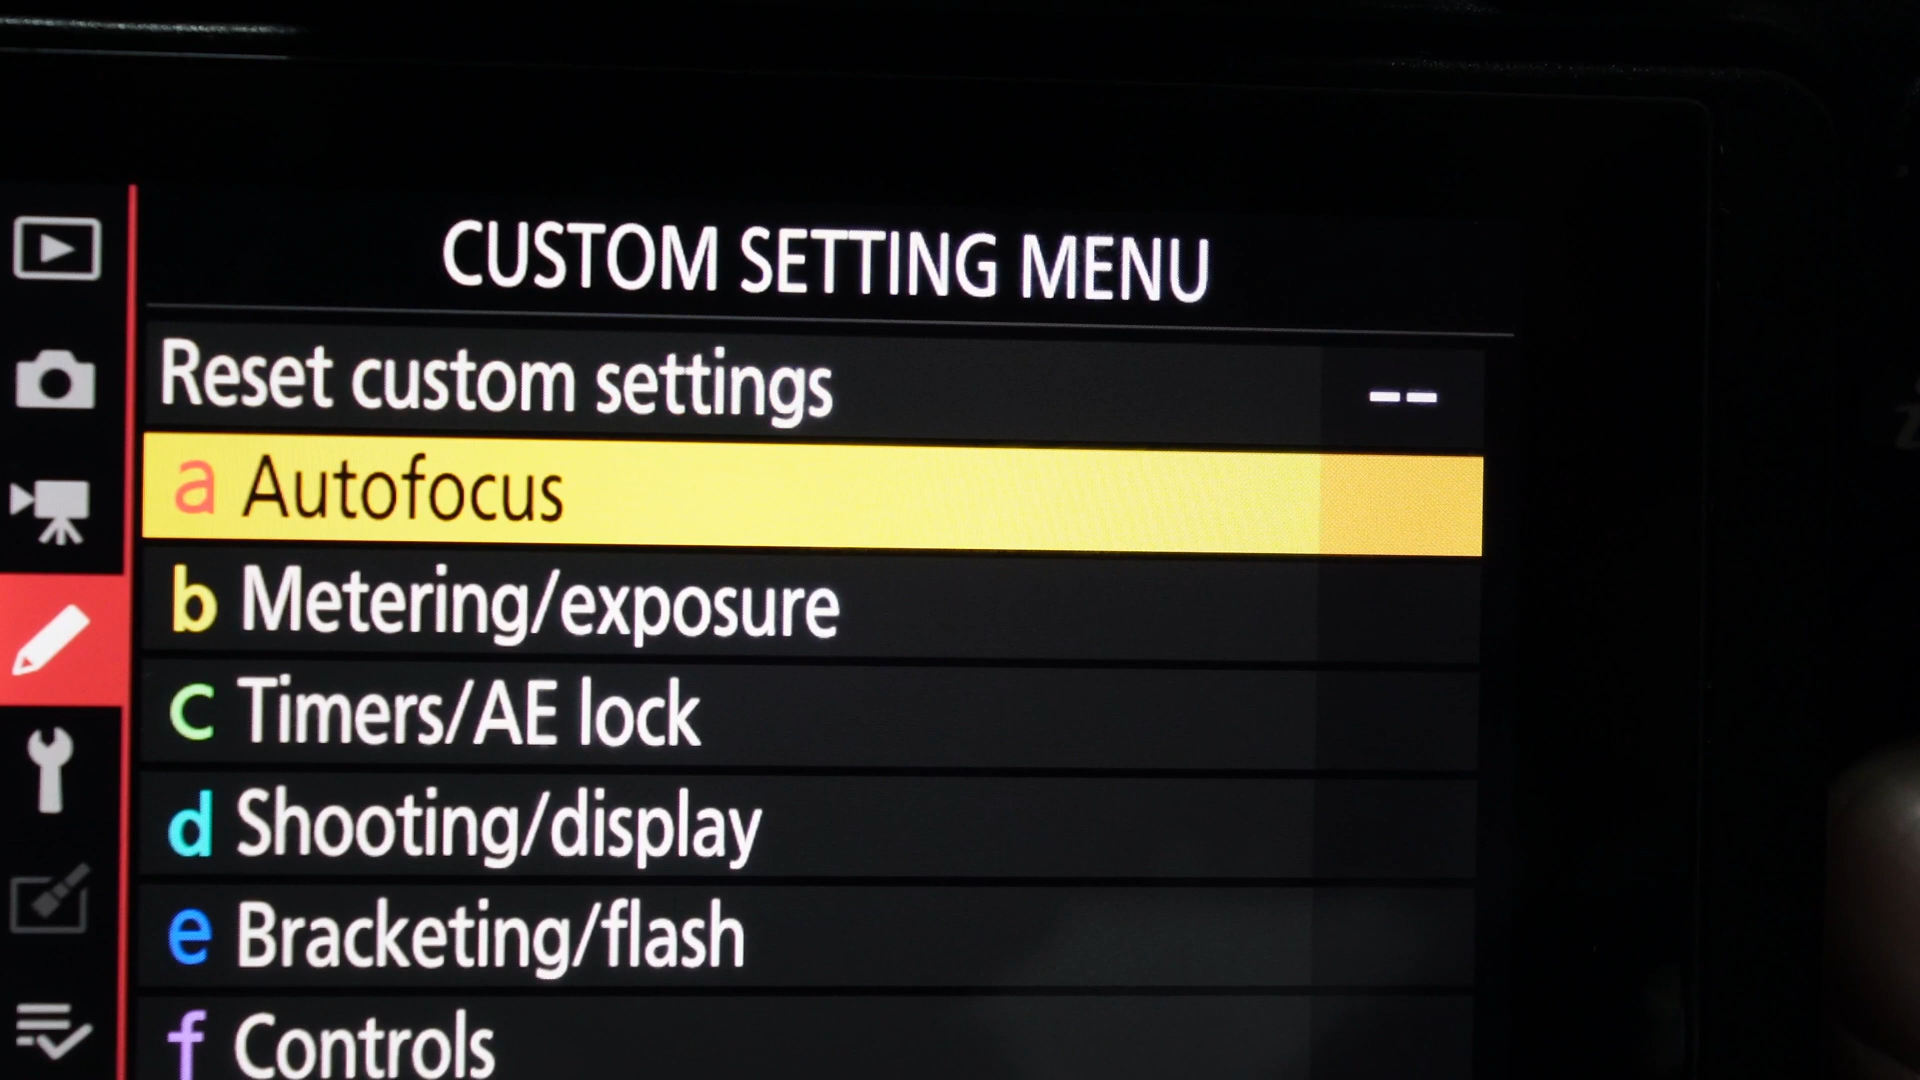 CUSTOM SETTING MENU
Reset custom settings --
a Autofocus
b Metering/exposure
c Timers/AE lock
d Shooting/display
e Bracketing/flash
f Controls